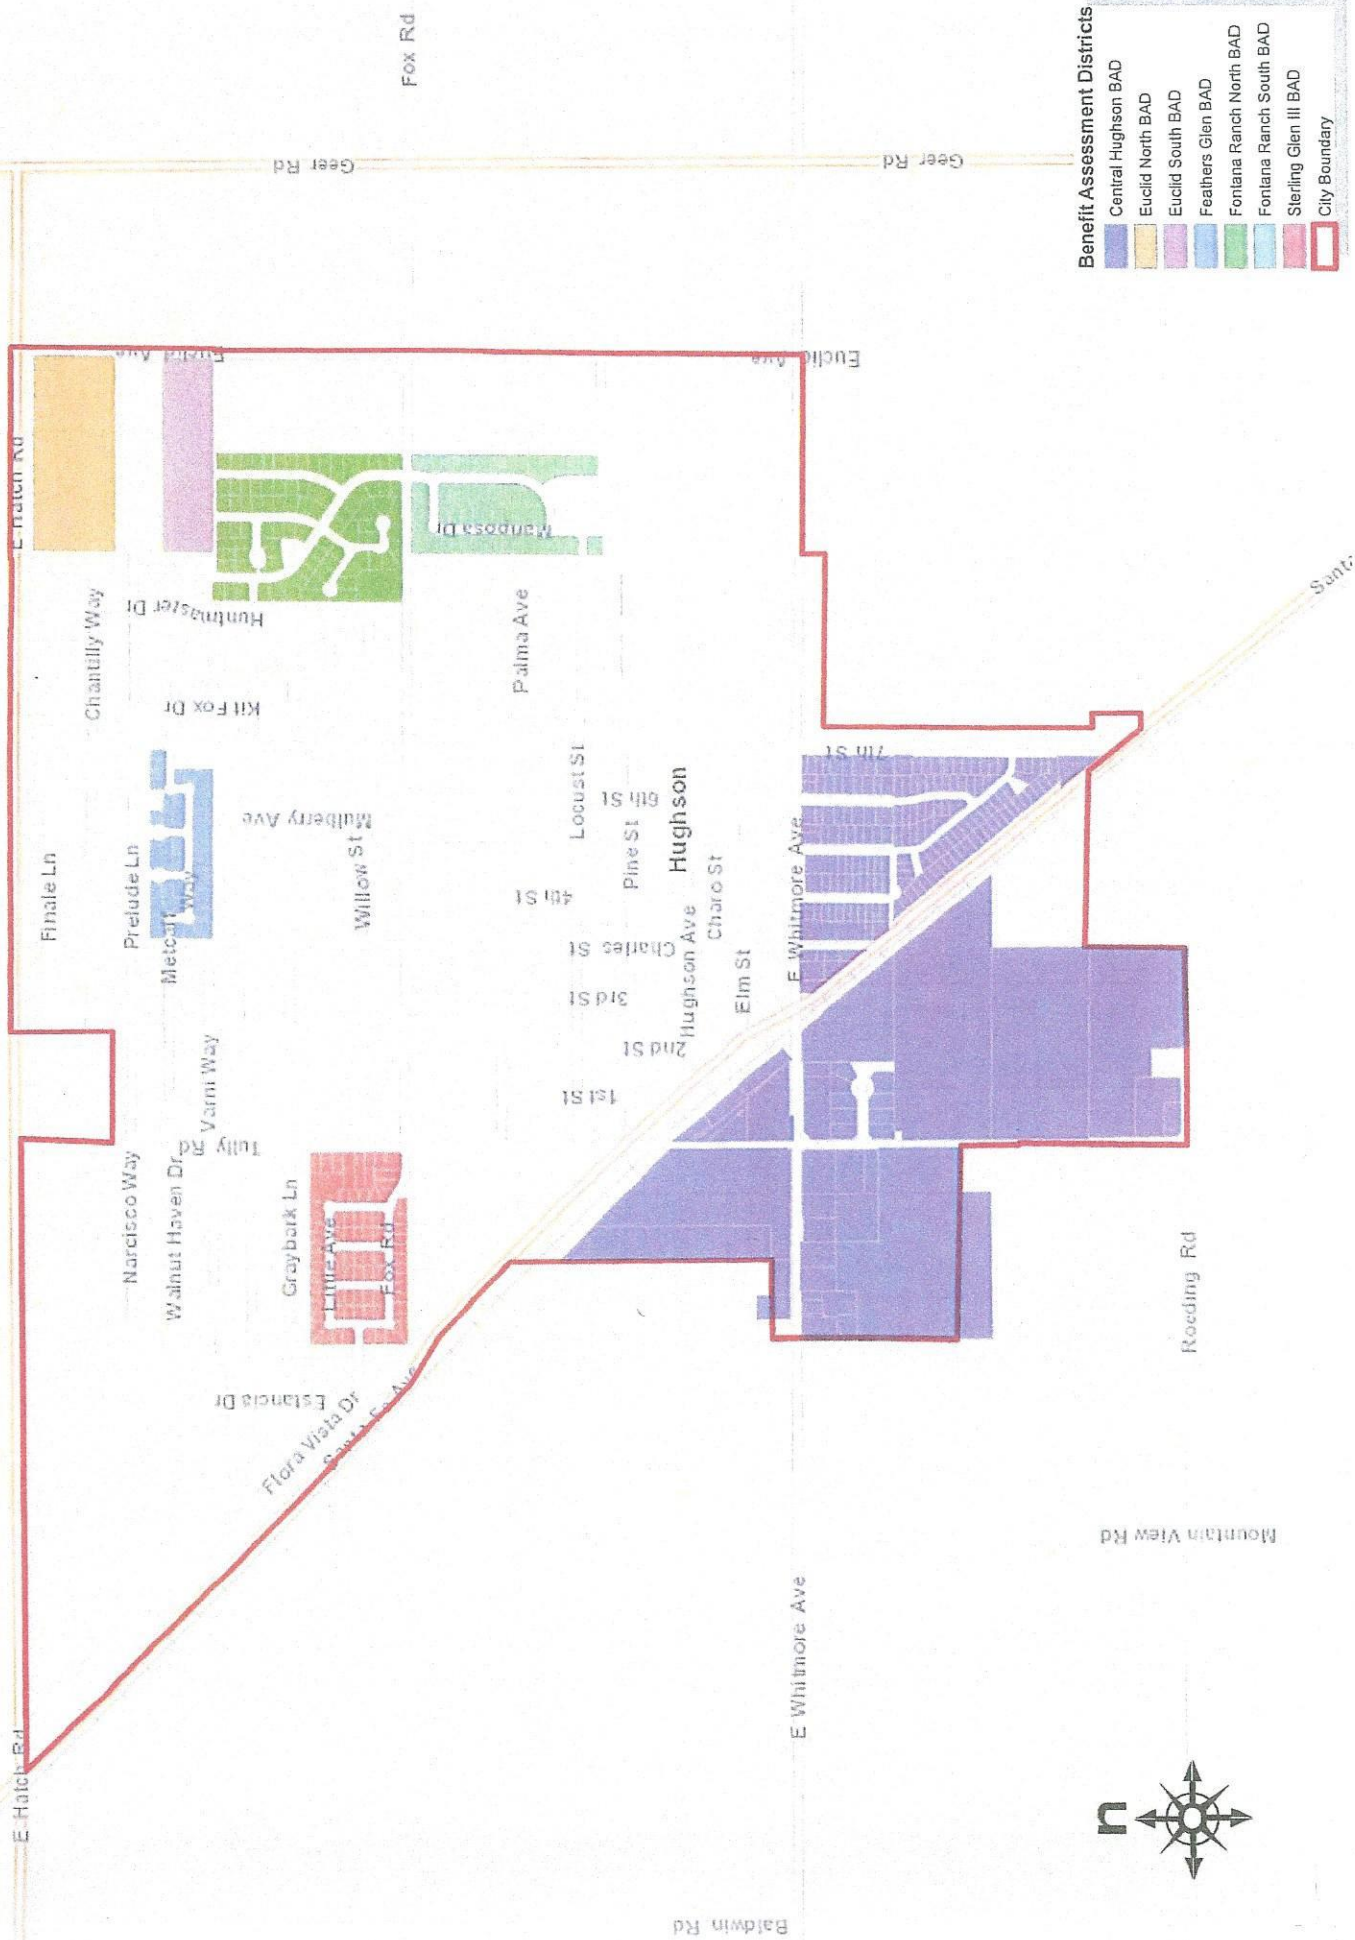 E Hatch Rd
E Hatch Rd
Finale Ln
Chantilly Way
Euclid Ave
Narcisco Way
Prelude Ln
Walnut Haven Dr
Varni Way
Metcalf
Way
Tully Rd
Kit Fox Dr
Huntmaster Dr
Geer Rd
Estancia Dr
Flora Vista Dr
Santa Fe Ave
Graybark Ln
Little Ave
Fox Rd
Mulberry Ave
Willow St
Fox Rd
Mariposa Dr
Palma Ave
4th St
Locust St
1st St
2nd St
3rd St
Charles St
6th St
Pine St
Hughson
Hughson Ave
Charo St
Elm St
Baldwin Rd
E Whitmore Ave
E Whitmore Ave
7th St
Euclid Ave
Geer Rd
Mountain View Rd
Roeding Rd
n
Benefit Assessment Districts
Central Hughson BAD
Euclid North BAD
Euclid South BAD
Feathers Glen BAD
Fontana Ranch North BAD
Fontana Ranch South BAD
Sterling Glen III BAD
City Boundary